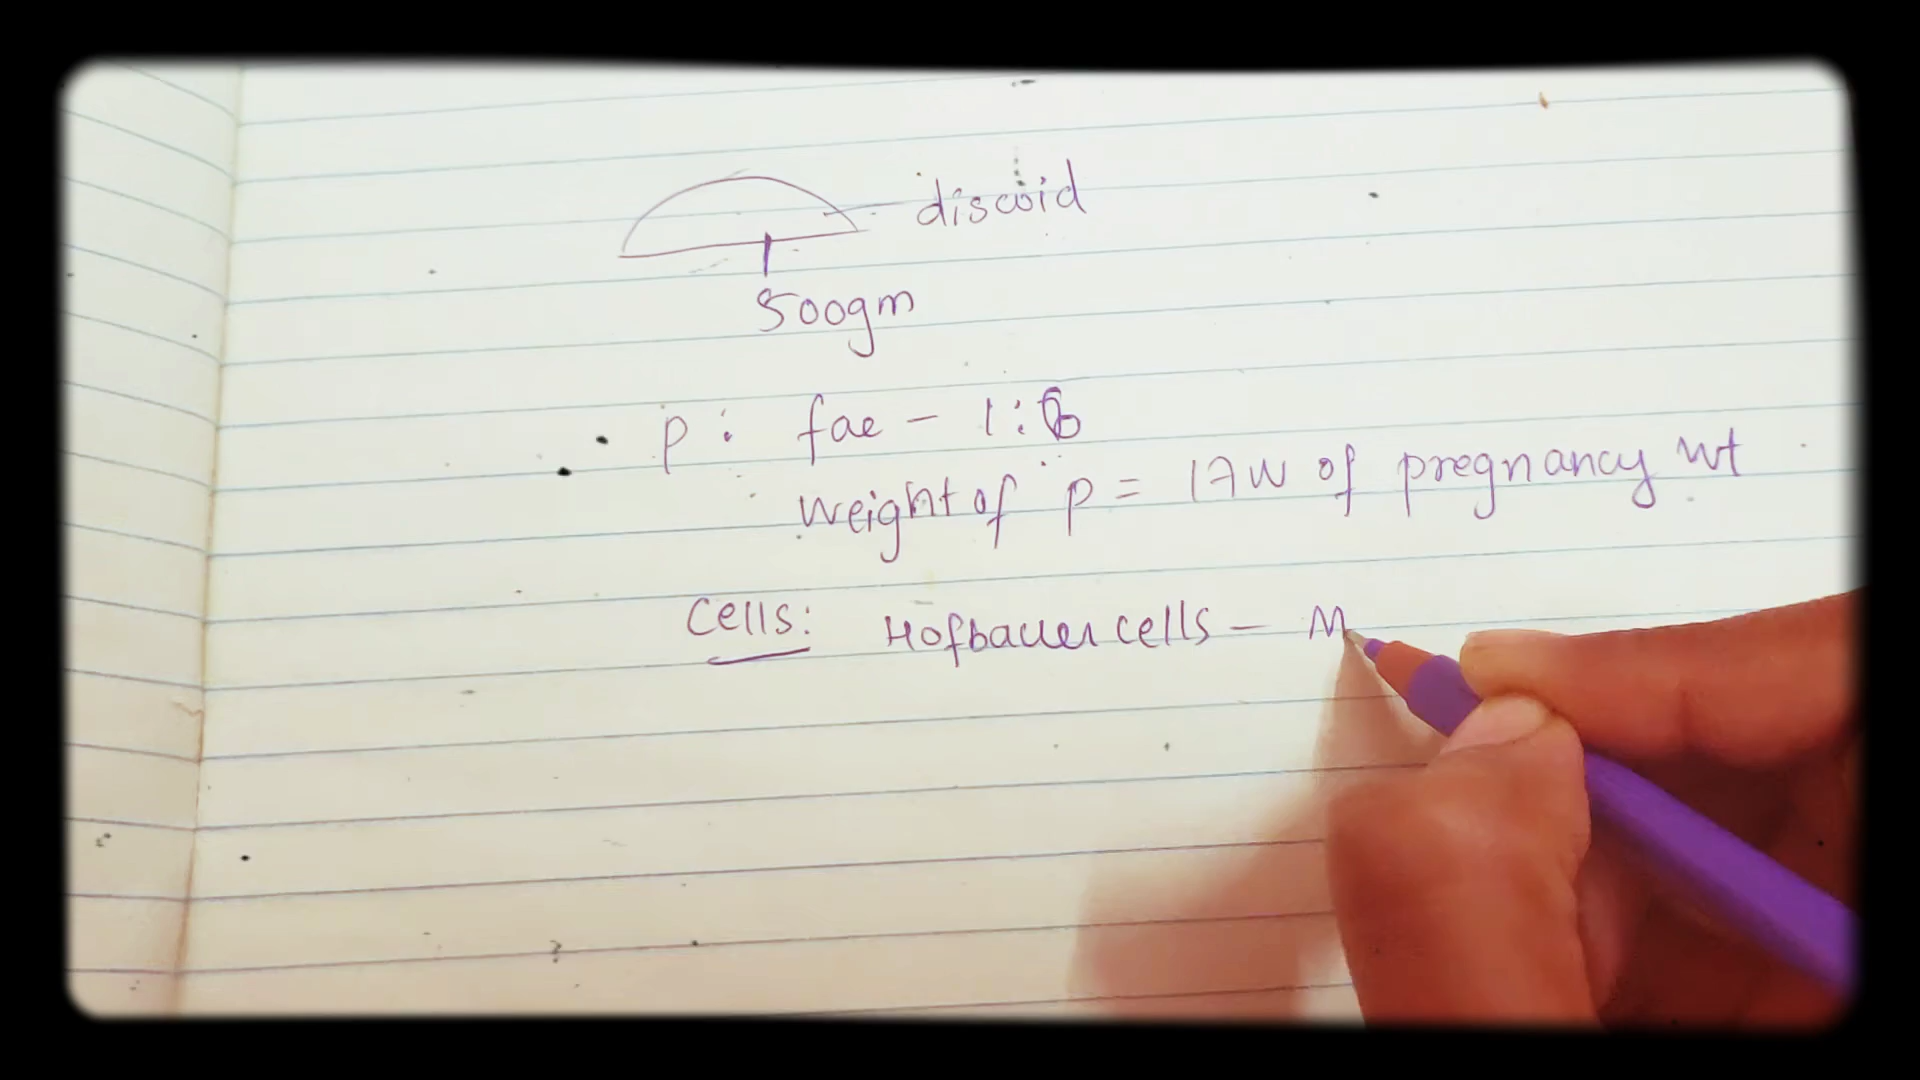 discoid
500gm
p: fae - 1:6
weight of p = 17W of pregnancy wt
Cells: Hofbauer cells - M